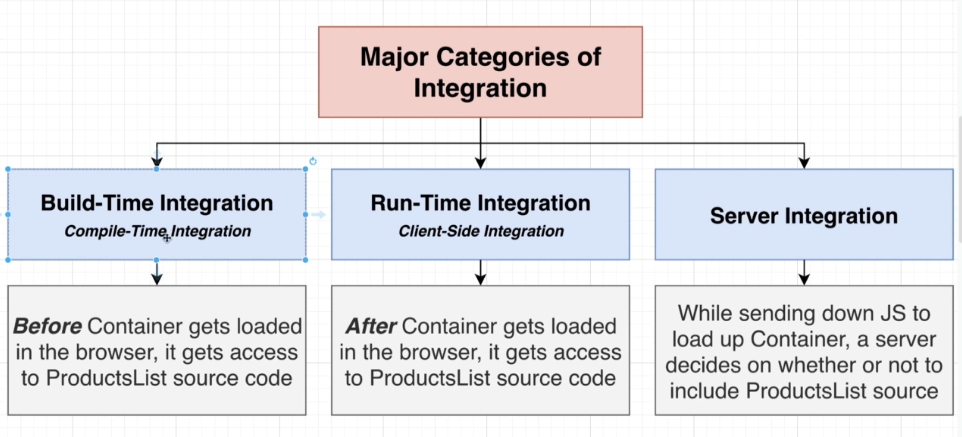 Major Categories of
Integration
Build-Time Integration
Compile-Time Integration
Run-Time Integration
Client-Side Integration
Server Integration
Before Container gets loaded
in the browser, it gets access
to ProductsList source code
After Container gets loaded
in the browser, it gets access
to ProductsList source code
While sending down JS to
load up Container, a server
decides on whether or not to
include ProductsList source